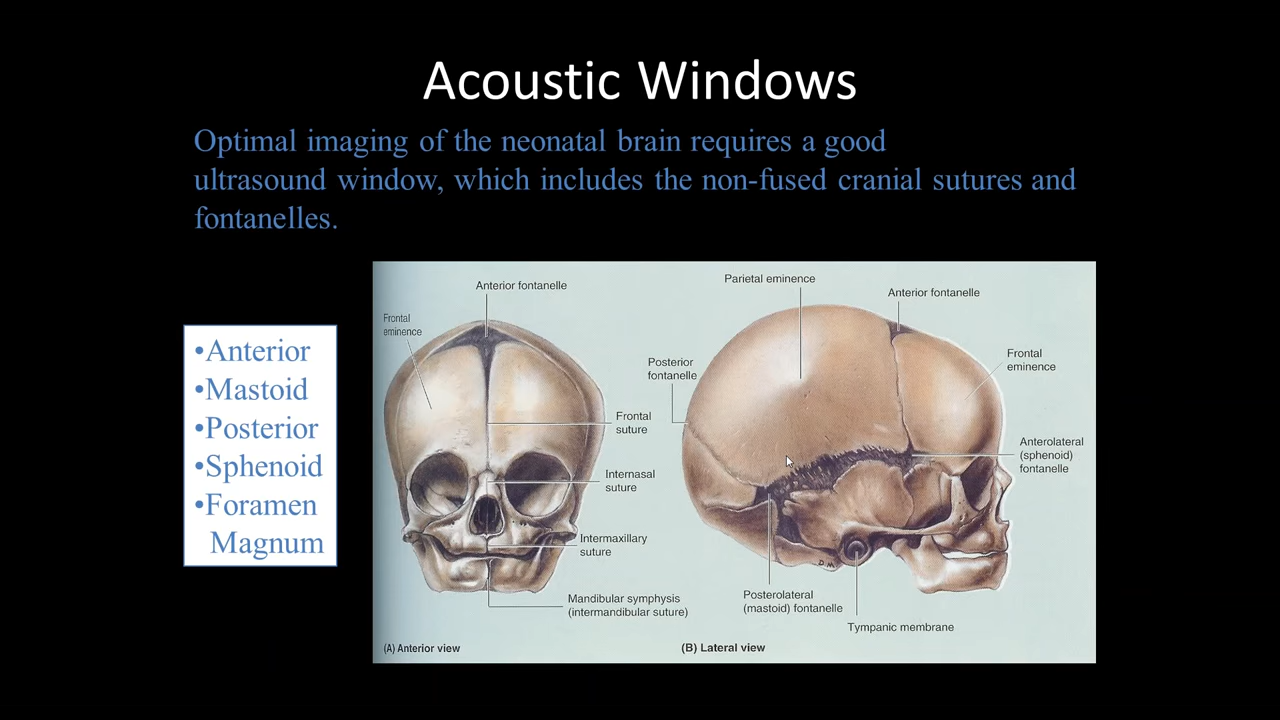 Acoustic Windows
Optimal imaging of the neonatal brain requires a good
ultrasound window, which includes the non-fused cranial sutures and
fontanelles.
•Anterior
•Mastoid
•Posterior
•Sphenoid
•Foramen
Magnum
Anterior fontanelle
Frontal
eminence
Frontal
suture
Internasal
suture
Intermaxillary
suture
Mandibular symphysis
(intermandibular suture)
(A) Anterior view
Parietal eminence
Anterior fontanelle
Posterior
fontanelle
Frontal
eminence
Anterolateral
(sphenoid)
fontanelle
Posterolateral
(mastoid) fontanelle
Tympanic membrane
(B) Lateral view